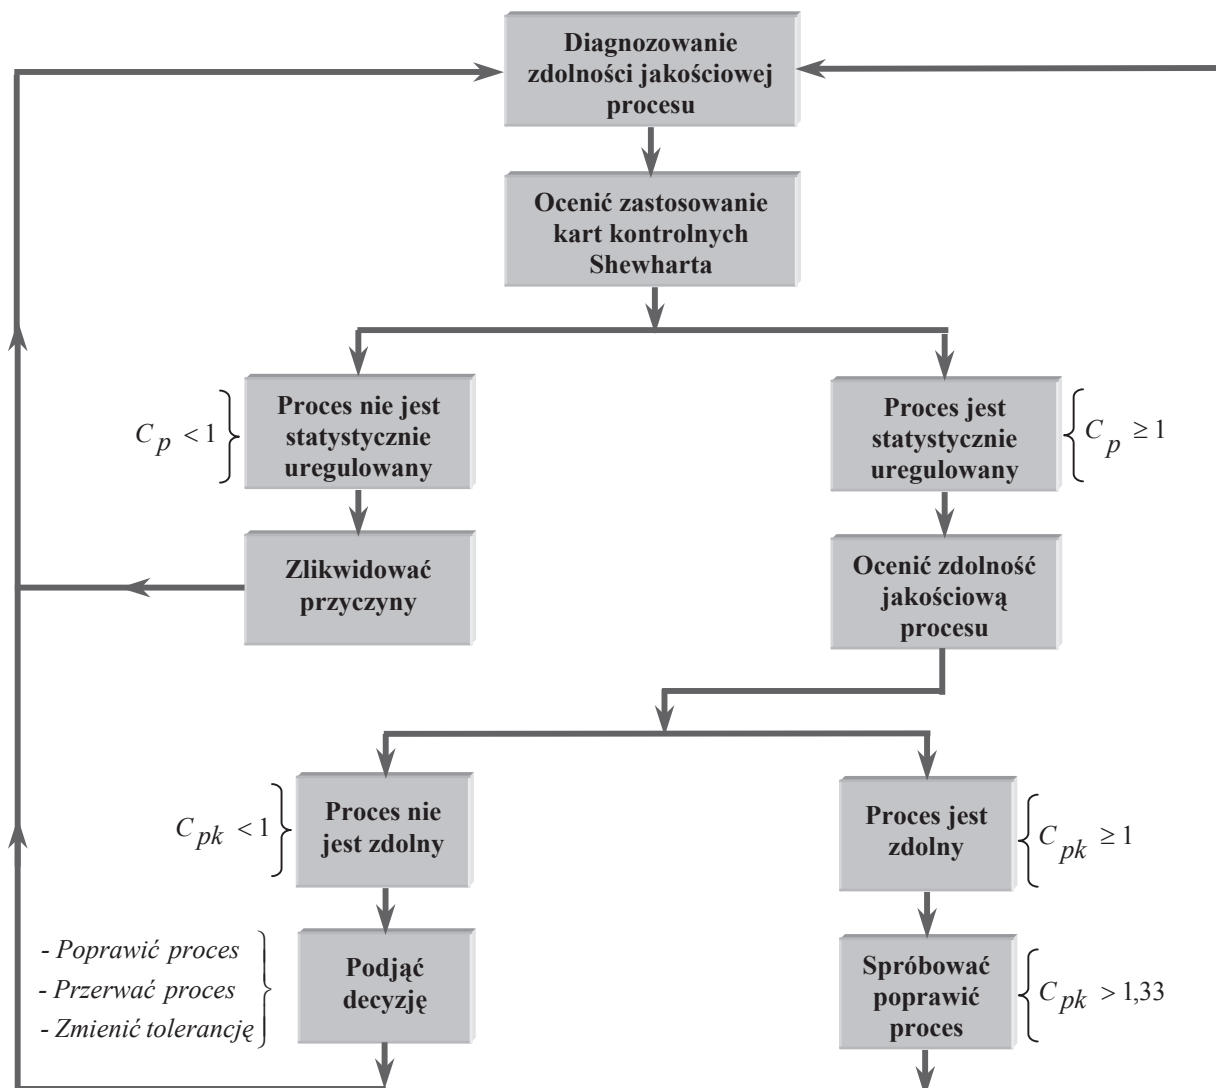 Diagnozowanie
zdolności jakościowej
procesu
Ocenić zastosowanie
kart kontrolnych
Shewharta
C p < 1
Proces nie jest
statystycznie
uregulowany
Proces jest
statystycznie
uregulowany
C p ≥ 1
Zlikwidować
przyczyny
Ocenić zdolność
jakościową
procesu
C pk < 1
Proces nie
jest zdolny
Proces jest
zdolny
C pk ≥ 1
- Poprawić proces
- Przerwać proces
- Zmienić tolerancję
Podjąć
decyzję
Spróbować
poprawić
proces
C pk > 1,33